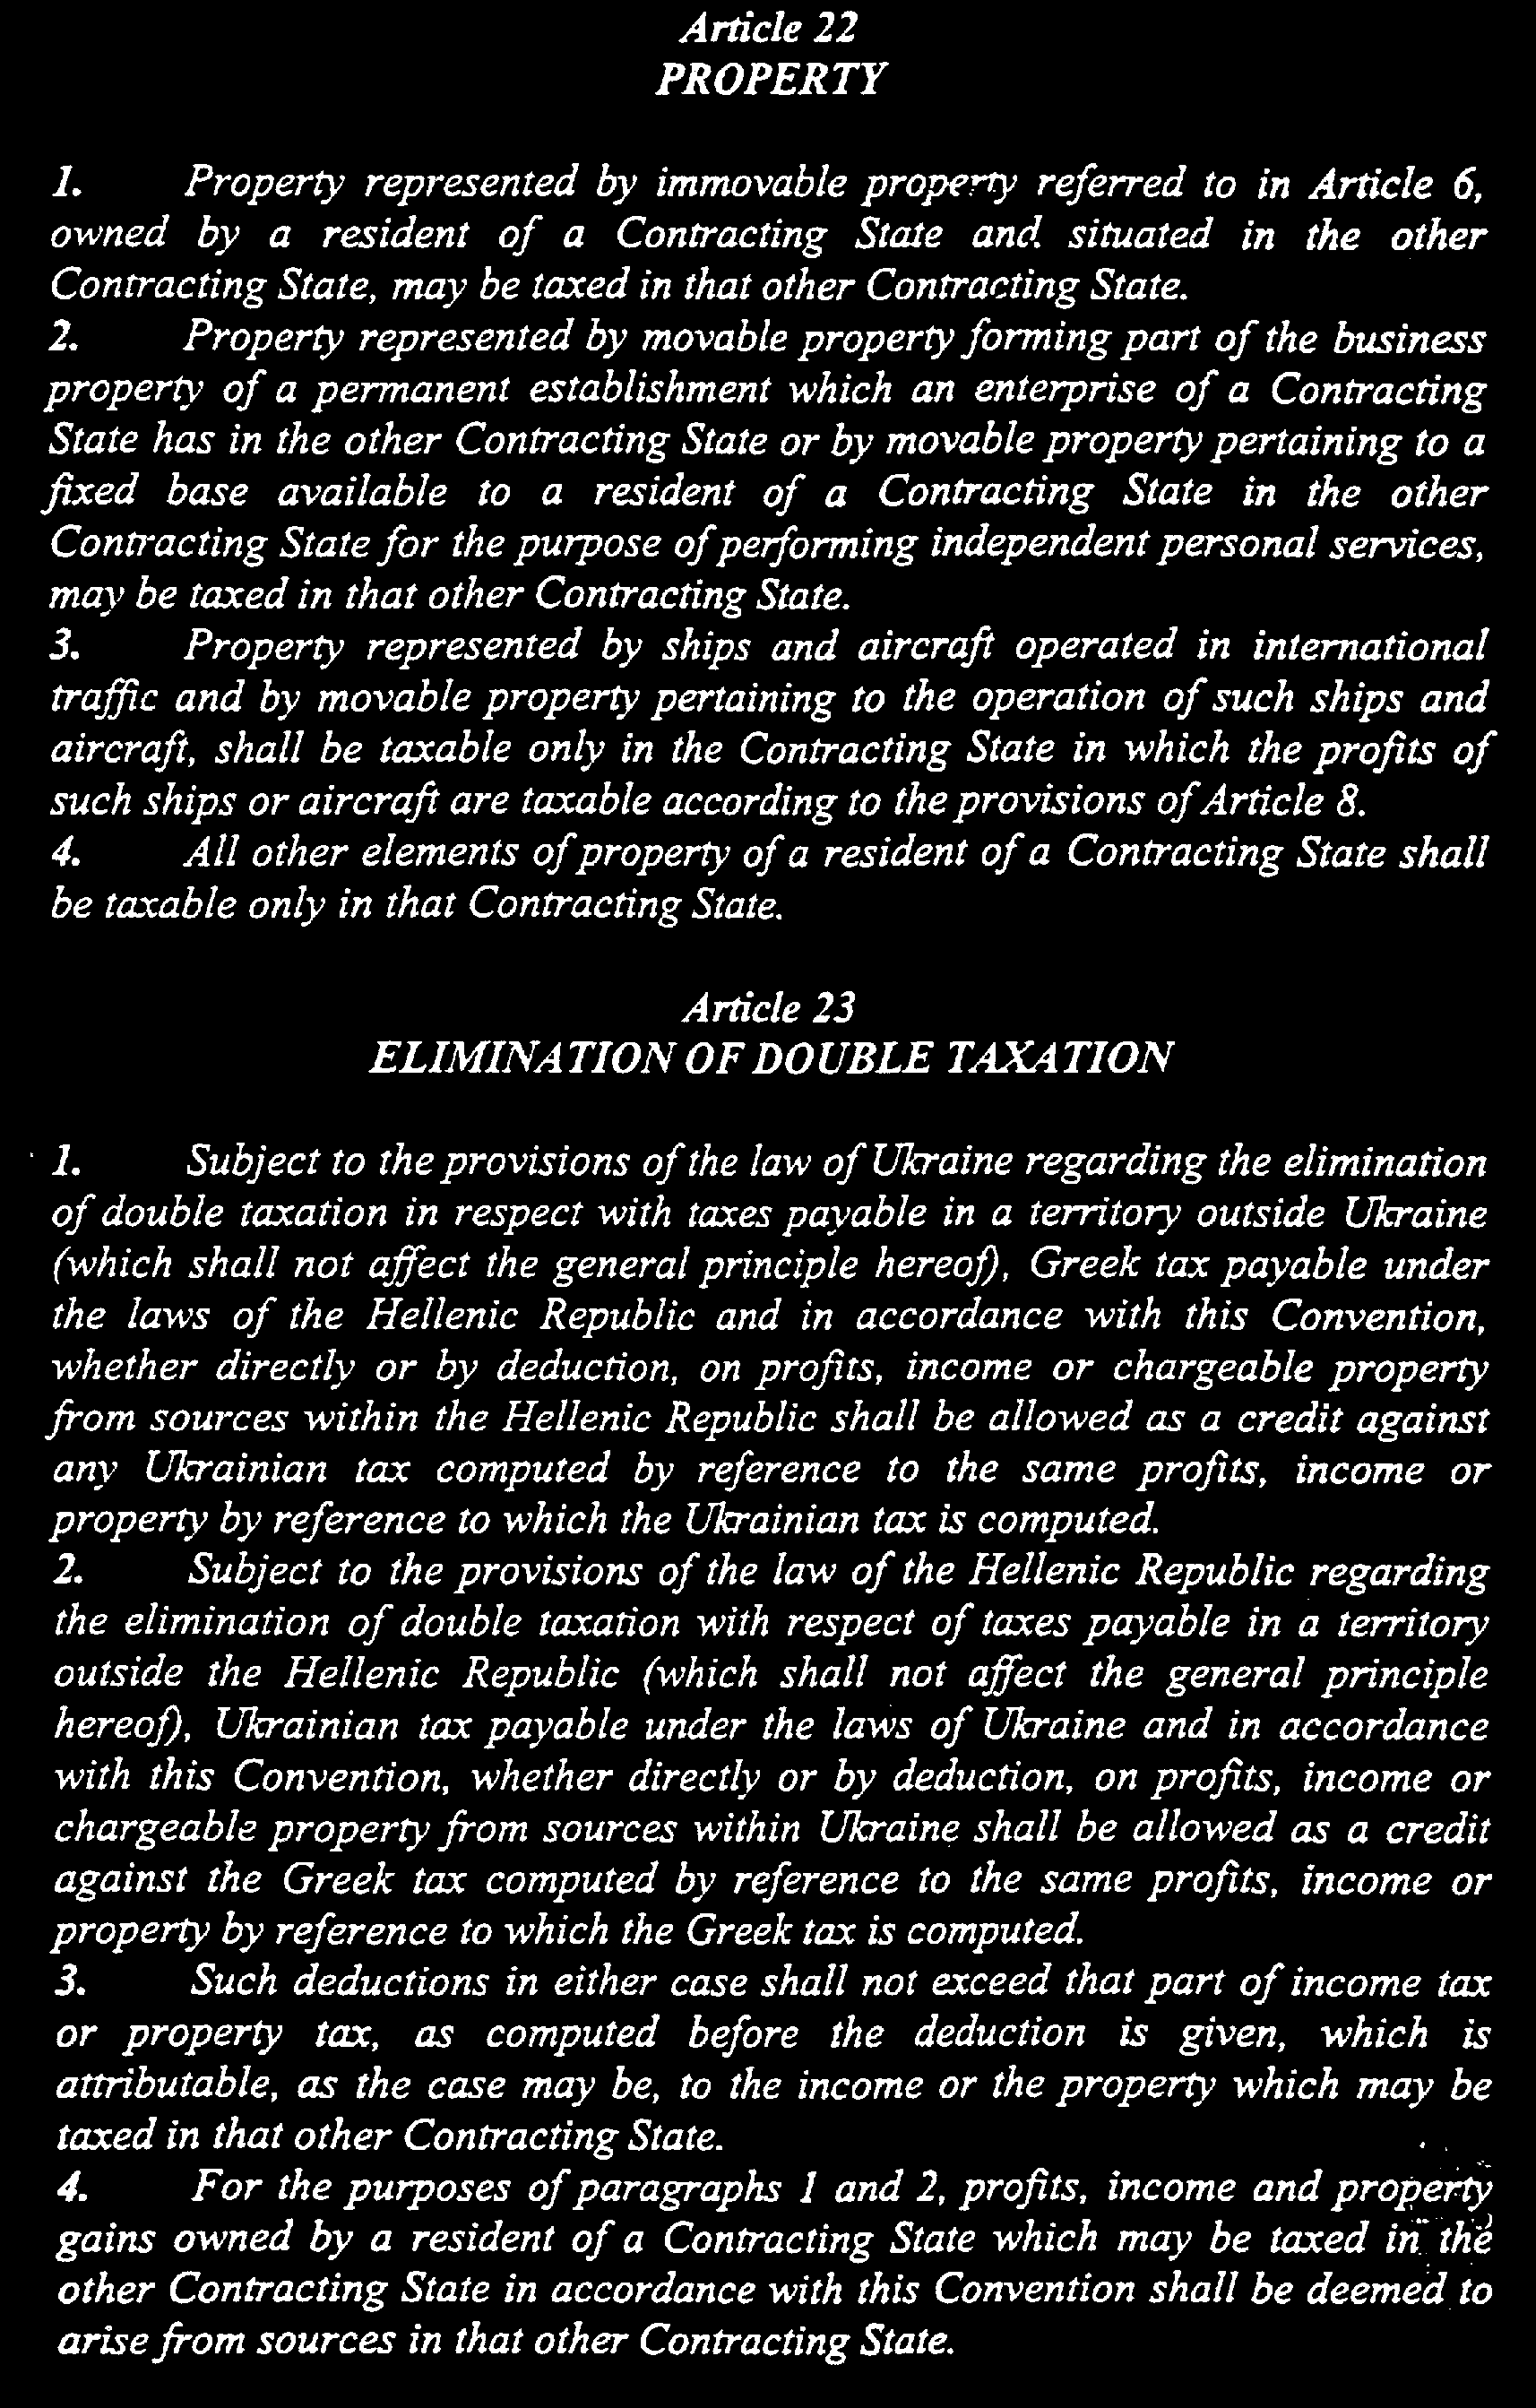 Article 22
PROPERTY
1. Property represented by immovable property referred to in Article 6,
owned by a resident of a Contracting State and situated in the other
Contracting State, may be taxed in that other Contracting State.
2. Property represented by movable property forming part of the business
property of a permanent establishment which an enterprise of a Contracting
State has in the other Contracting State or by movable property pertaining to a
fixed base available to a resident of a Contracting State in the other
Contracting State for the purpose of performing independent personal services,
may be taxed in that other Contracting State.
3. Property represented by ships and aircraft operated in international
traffic and by movable property pertaining to the operation of such ships and
aircraft, shall be taxable only in the Contracting State in which the profits of
such ships or aircraft are taxable according to the provisions of Article 8.
4. All other elements of property of a resident of a Contracting State shall
be taxable only in that Contracting State.
Article 23
ELIMINATION OF DOUBLE TAXATION
1. Subject to the provisions of the law of Ukraine regarding the elimination
of double taxation in respect with taxes payable in a territory outside Ukraine
(which shall not affect the general principle hereof), Greek tax payable under
the laws of the Hellenic Republic and in accordance with this Convention,
whether directly or by deduction, on profits, income or chargeable property
from sources within the Hellenic Republic shall be allowed as a credit against
any Ukrainian tax computed by reference to the same profits, income or
property by reference to which the Ukrainian tax is computed.
2. Subject to the provisions of the law of the Hellenic Republic regarding
the elimination of double taxation with respect of taxes payable in a territory
outside the Hellenic Republic (which shall not affect the general principle
hereof), Ukrainian tax payable under the laws of Ukraine and in accordance
with this Convention, whether directly or by deduction, on profits, income or
chargeable property from sources within Ukraine shall be allowed as a credit
against the Greek tax computed by reference to the same profits, income or
property by reference to which the Greek tax is computed.
3. Such deductions in either case shall not exceed that part of income tax
or property tax, as computed before the deduction is given, which is
attributable, as the case may be, to the income or the property which may be
taxed in that other Contracting State.
4. For the purposes of paragraphs 1 and 2, profits, income and property
gains owned by a resident of a Contracting State which may be taxed in the
other Contracting State in accordance with this Convention shall be deemed to
arise from sources in that other Contracting State.